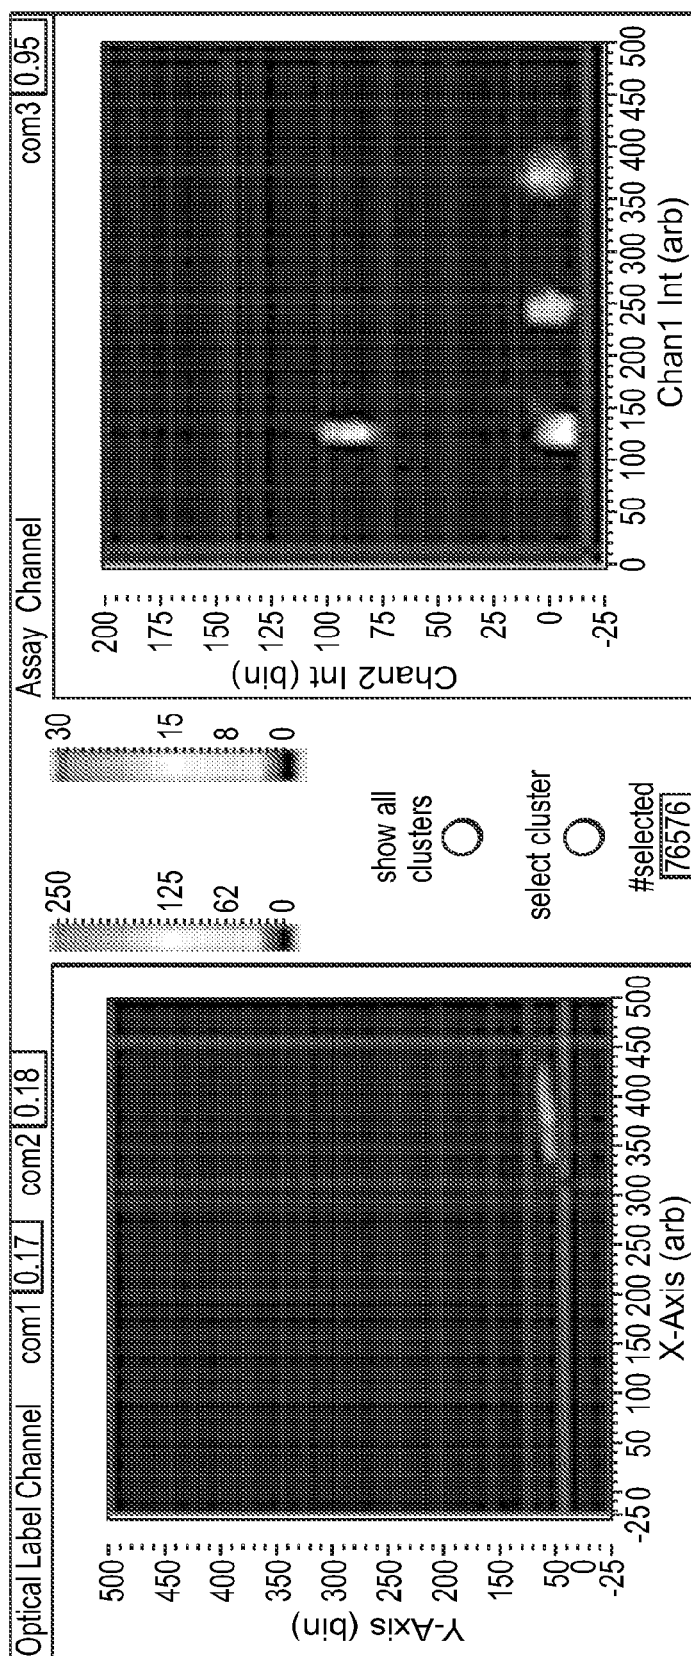 Optical Label Channel com1 0.17 com2 0.18
Y-Axis (bin)
500
450
400
350
300
250
200
150
50
0
-25
-250 50 100 150 200 250 300 350 400 450 500
X-Axis (arb)
250
125
62
0
30
15
8
0
show all
clusters
select cluster
#selected
76576
Assay Channel com3 0.95
Chan2 Int (bin)
200
175
150
125
100
75
50
25
0
-25
0 50 100 150 200 250 300 350 400 450 500
Chan1 Int (arb)